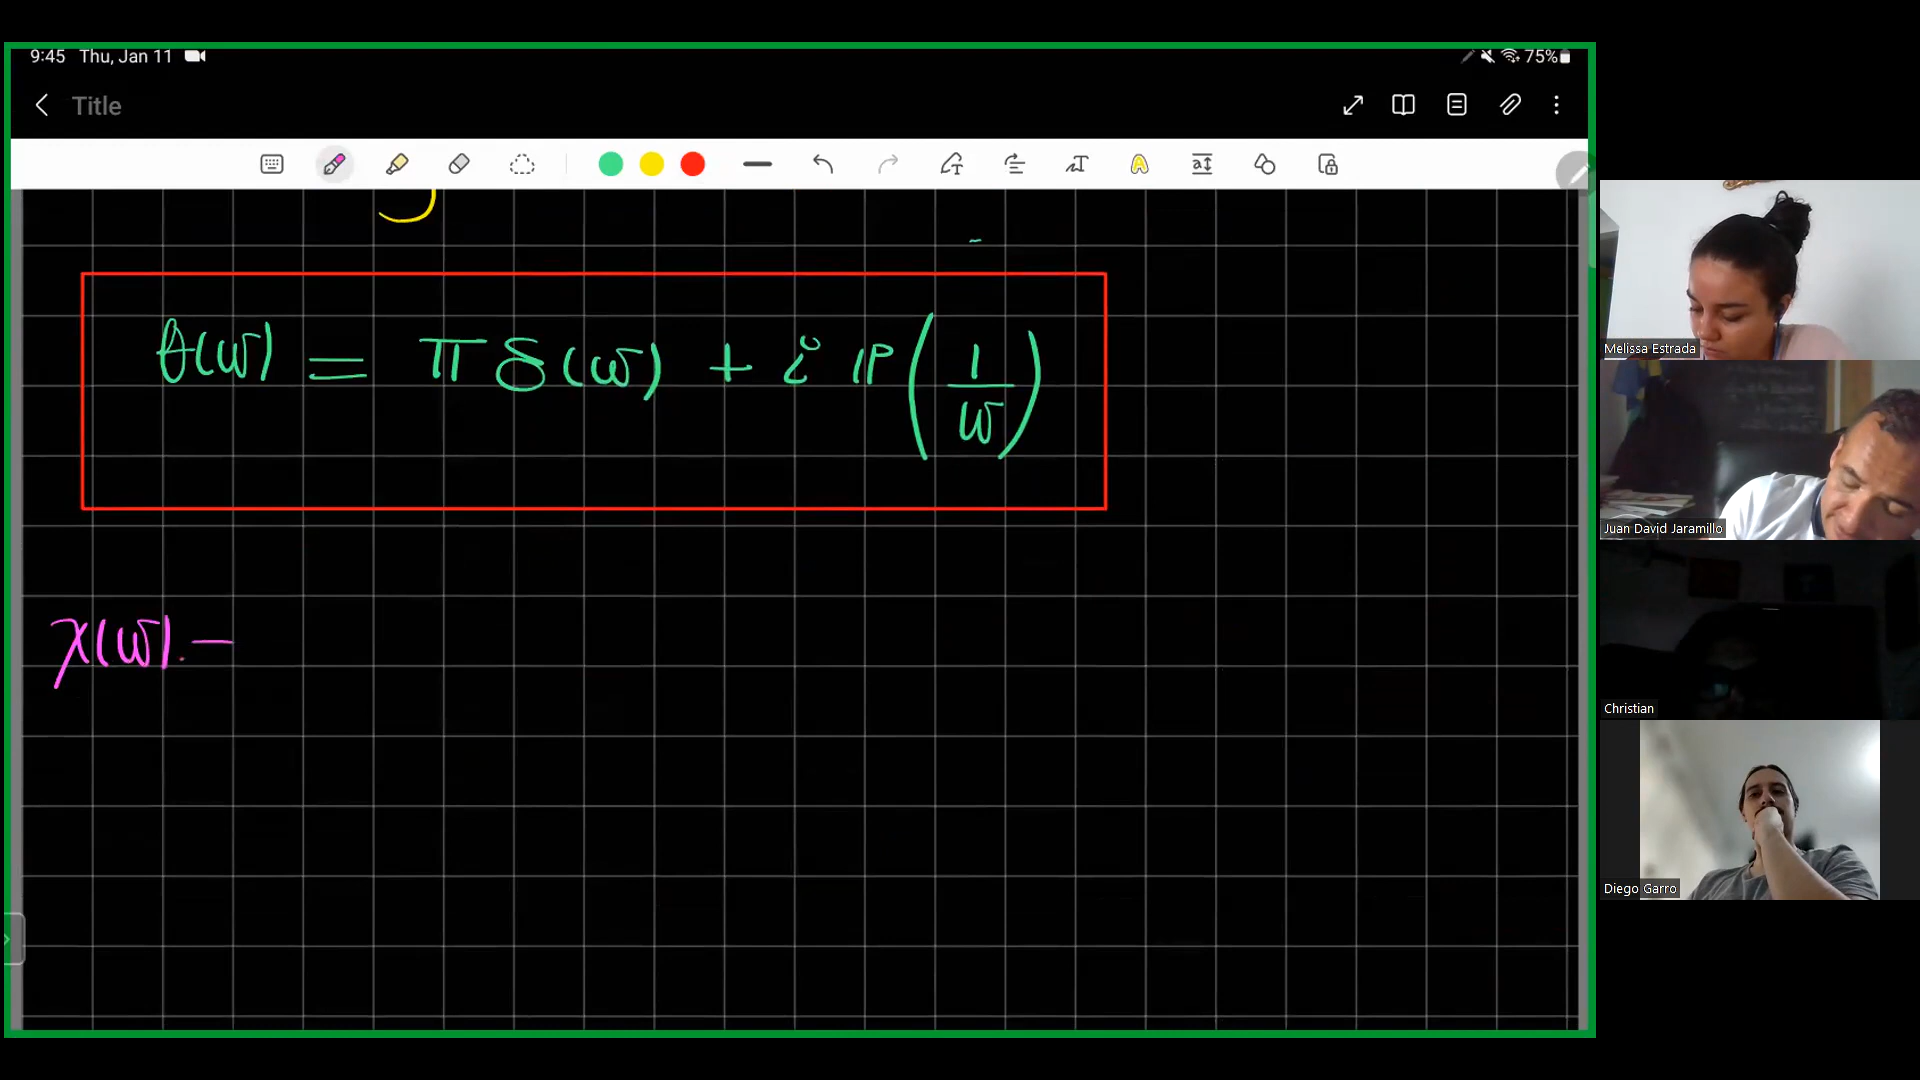 9:45 Thu, Jan 11 75%
Title
θ(ω) = π δ(ω) + i ℙ(1/ω)
χ(ω). −
Melissa Estrada
Juan David Jaramillo
Christian
Diego Garro